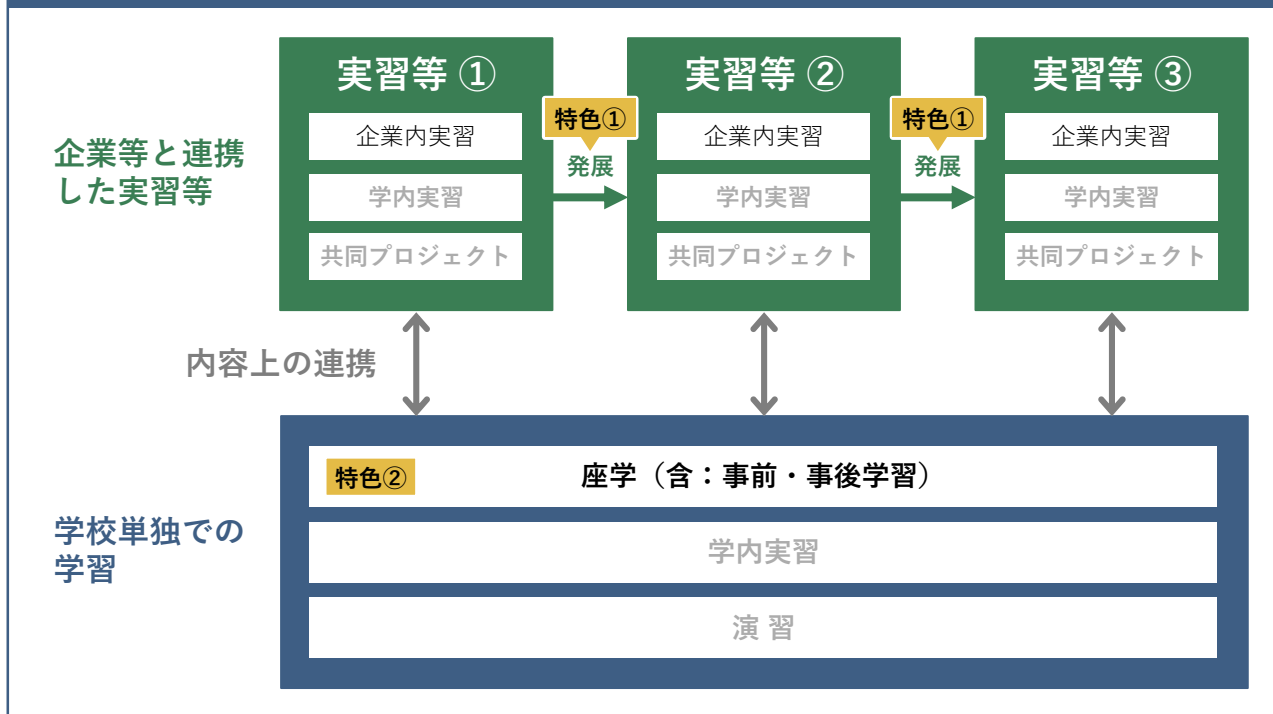 企業等と連携
した実習等
実習等 ①
企業内実習
学内実習
共同プロジェクト
特色①
発展
実習等 ②
企業内実習
学内実習
共同プロジェクト
特色①
発展
実習等 ③
企業内実習
学内実習
共同プロジェクト
内容上の連携
学校単独での
学習
特色②
座学（含：事前・事後学習）
学内実習
演 習